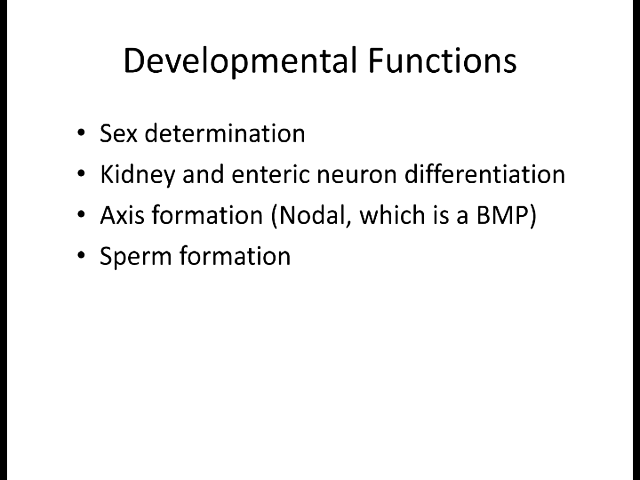 Developmental Functions
• Sex determination
• Kidney and enteric neuron differentiation
• Axis formation (Nodal, which is a BMP)
• Sperm formation